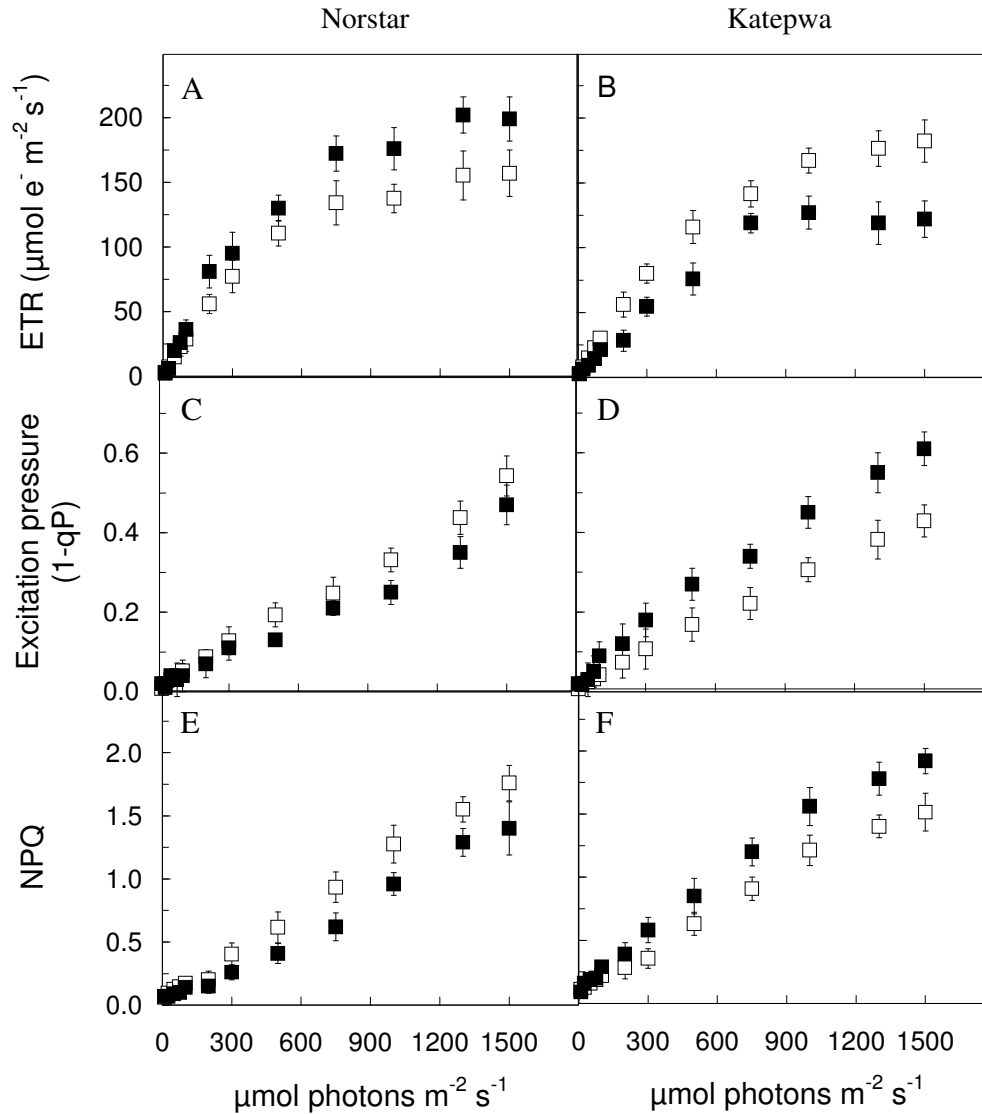 Norstar
Katepwa
A
B
ETR (µmol e⁻ m⁻² s⁻¹)
200
150
100
50
0
C
D
Excitation pressure
(1-qP)
0.6
0.4
0.2
0.0
E
F
NPQ
2.0
1.5
1.0
0.5
0.0
0 300 600 900 1200 1500
0 300 600 900 1200 1500
µmol photons m⁻² s⁻¹
µmol photons m⁻² s⁻¹